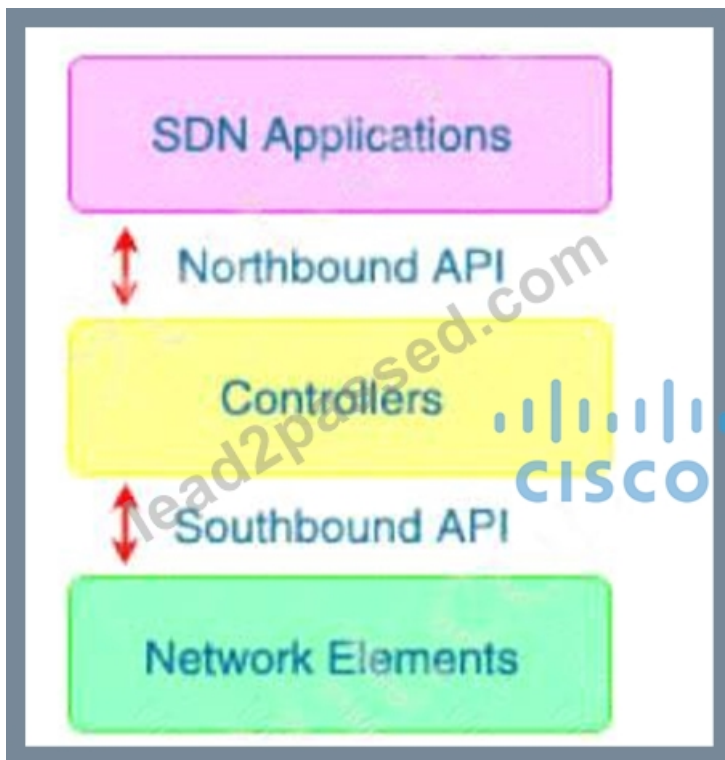 SDN Applications
Northbound API
Controllers
CISCO
Southbound API
Network Elements
lead2passed.com